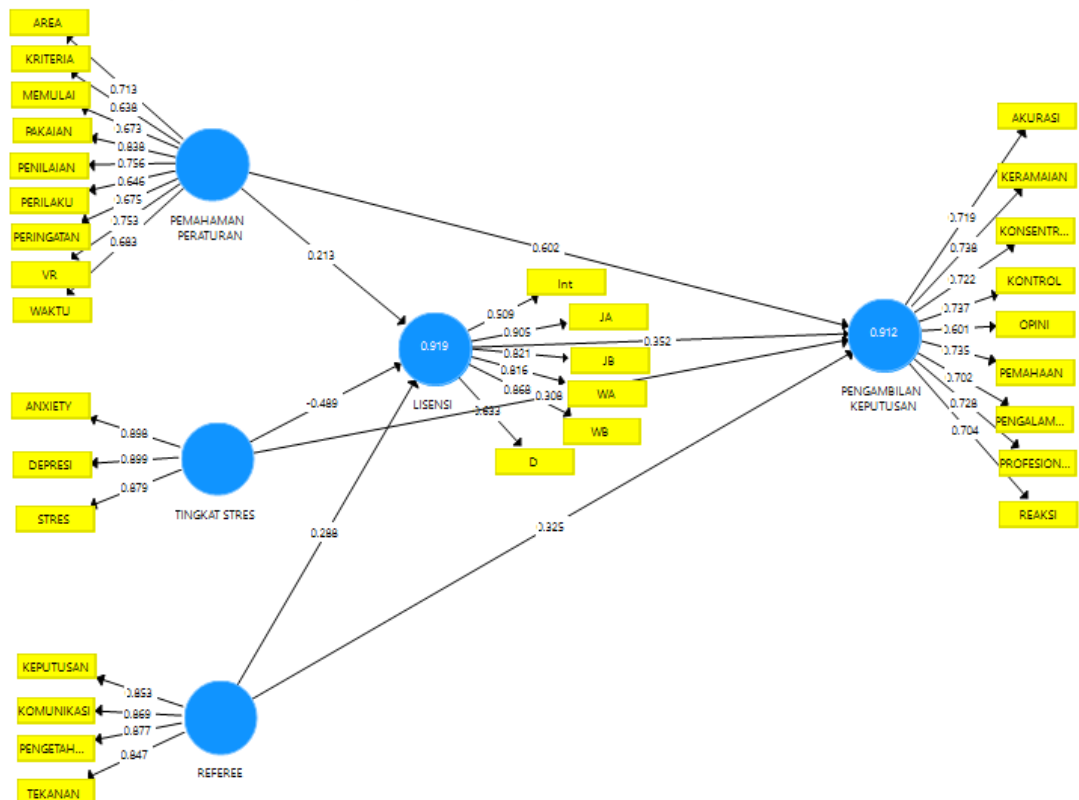 AREA
KRITERIA
MEMULAI
PAKAIAN
PENILAIAN
PERILAKU
PERINGATAN
VR
WAKTU
0.713
0.638
0.673
0.838
0.756
0.646
0.675
0.753
0.683
PEMAHAMAN
PERATURAN
0.213
0.602
ANXIETY
DEPRESI
STRES
0.898
0.899
0.879
TINGKAT STRES
-0.489
0.308
KEPUTUSAN
KOMUNIKASI
PENGETAH...
TEKANAN
0.853
0.869
0.877
0.847
REFEREE
0.288
0.325
0.919
LISENSI
0.509
0.905
0.821
0.816
0.868
0.633
Int
JA
JB
WA
WB
D
0.352
0.912
PENGAMBILAN
KEPUTUSAN
0.719
0.738
0.722
0.737
0.601
0.735
0.702
0.728
0.704
AKURASI
KERAMAIAN
KONSENTR...
KONTROL
OPINI
PEMAHAAN
PENGALAM...
PROFESION...
REAKSI